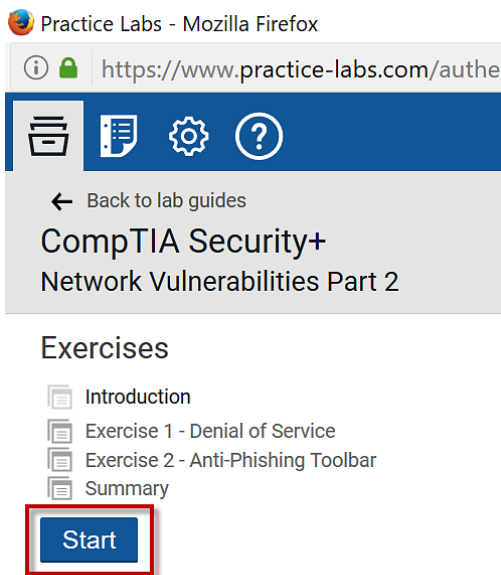 Practice Labs - Mozilla Firefox
https://www.practice-labs.com/authe
Back to lab guides
CompTIA Security+
Network Vulnerabilities Part 2
Exercises
Introduction
Exercise 1 - Denial of Service
Exercise 2 - Anti-Phishing Toolbar
Summary
Start